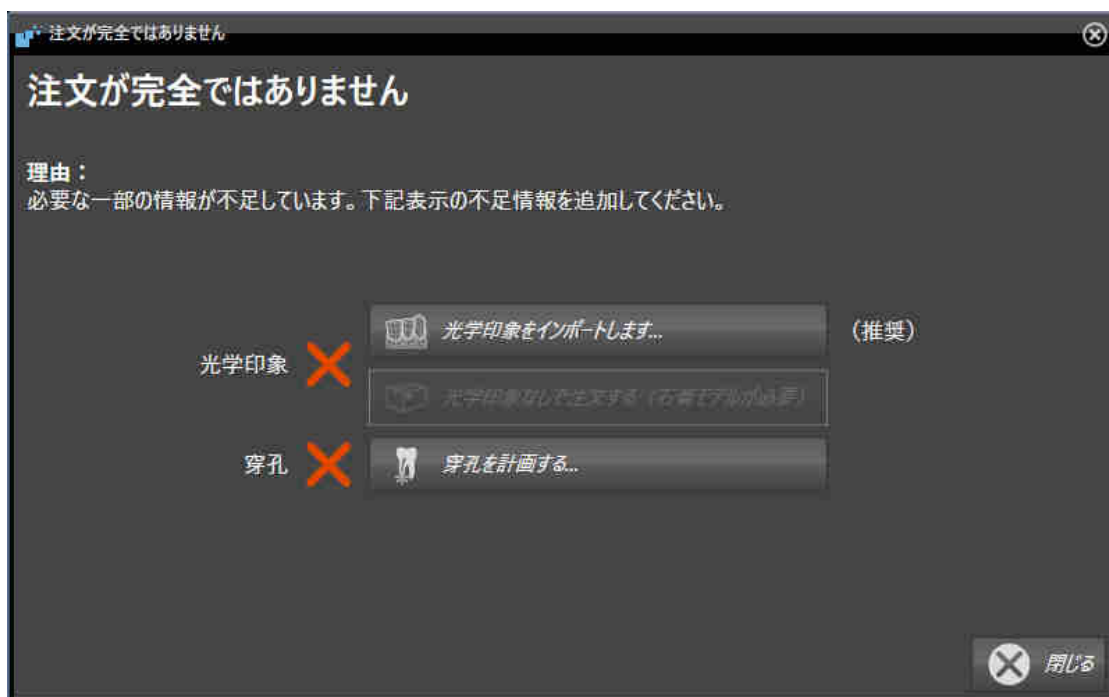 注文が完全ではありません
注文が完全ではありません
理由：
必要な一部の情報が不足しています。下記表示の不足情報を追加してください。
光学印象
光学印象をインポートします...
（推奨）
光学印象なしで注文する（石膏モデルが必要）
穿孔
穿孔を計画する...
閉じる